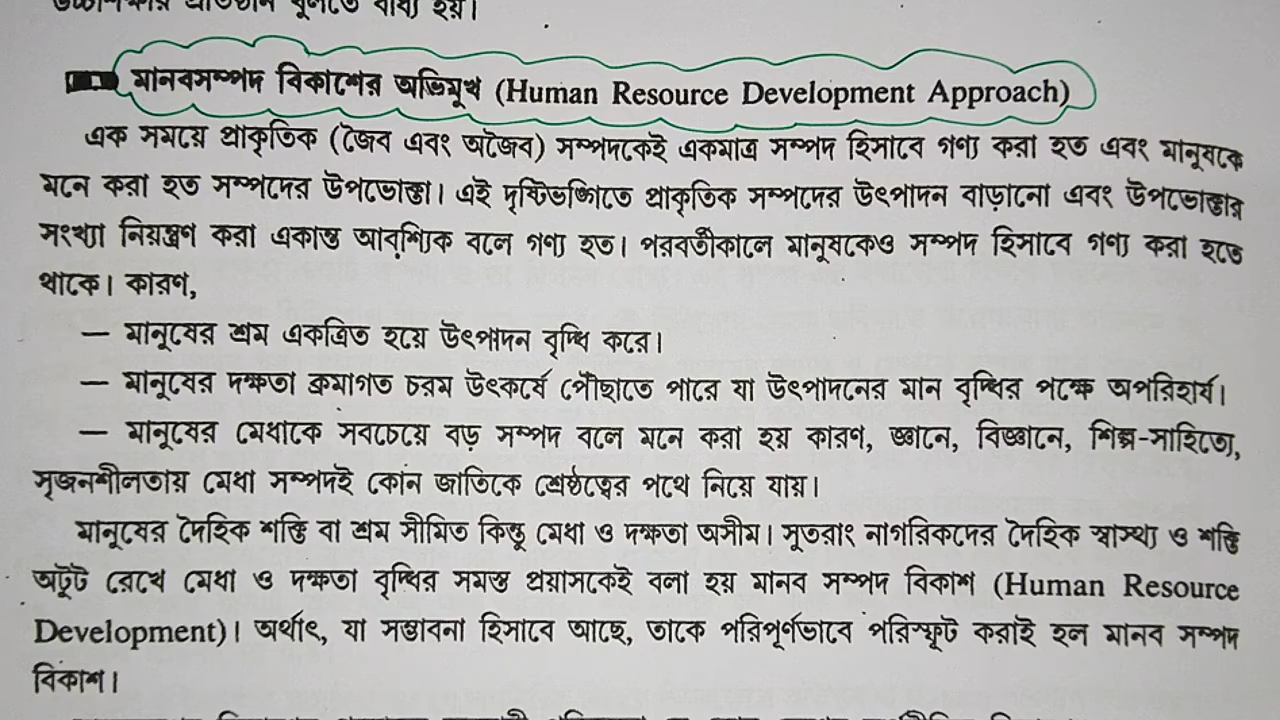 মানবসম্পদ বিকাশের অভিমুখ (Human Resource Development Approach)
এক সময়ে প্রাকৃতিক (জৈব এবং অজৈব) সম্পদকেই একমাত্র সম্পদ হিসাবে গণ্য করা হত এবং মানুষকে
মনে করা হত সম্পদের উপভোক্তা। এই দৃষ্টিভঙ্গিতে প্রাকৃতিক সম্পদের উৎপাদন বাড়ানো এবং উপভোক্তার
সংখ্যা নিয়ন্ত্রণ করা একান্ত আবশ্যিক বলে গণ্য হত। পরবর্তীকালে মানুষকেও সম্পদ হিসাবে গণ্য করা হতে
থাকে। কারণ,
— মানুষের শ্রম একত্রিত হয়ে উৎপাদন বৃদ্ধি করে।
— মানুষের দক্ষতা ক্রমাগত চরম উৎকর্ষে পৌঁছাতে পারে যা উৎপাদনের মান বৃদ্ধির পক্ষে অপরিহার্য।
— মানুষের মেধাকে সবচেয়ে বড় সম্পদ বলে মনে করা হয় কারণ, জ্ঞানে, বিজ্ঞানে, শিল্প-সাহিত্যে,
সৃজনশীলতায় মেধা সম্পদই কোন জাতিকে শ্রেষ্ঠত্বের পথে নিয়ে যায়।
মানুষের দৈহিক শক্তি বা শ্রম সীমিত কিন্তু মেধা ও দক্ষতা অসীম। সুতরাং নাগরিকদের দৈহিক স্বাস্থ্য ও শক্তি
অটুট রেখে মেধা ও দক্ষতা বৃদ্ধির সমস্ত প্রয়াসকেই বলা হয় মানব সম্পদ বিকাশ (Human Resource
Development)। অর্থাৎ, যা সম্ভাবনা হিসাবে আছে, তাকে পরিপূর্ণভাবে পরিস্ফুট করাই হল মানব সম্পদ
বিকাশ।